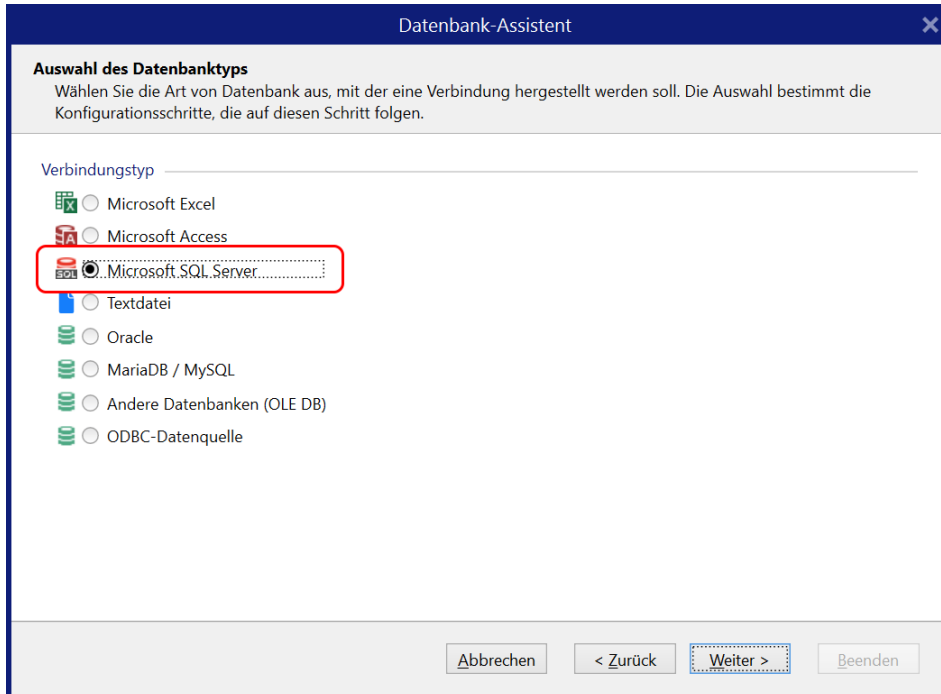 Datenbank-Assistent
Auswahl des Datenbanktyps
Wählen Sie die Art von Datenbank aus, mit der eine Verbindung hergestellt werden soll. Die Auswahl bestimmt die
Konfigurationsschritte, die auf diesen Schritt folgen.
Verbindungstyp
Microsoft Excel
Microsoft Access
SQL Microsoft SQL Server
Textdatei
Oracle
MariaDB / MySQL
Andere Datenbanken (OLE DB)
ODBC-Datenquelle
Abbrechen < Zurück Weiter > Beenden